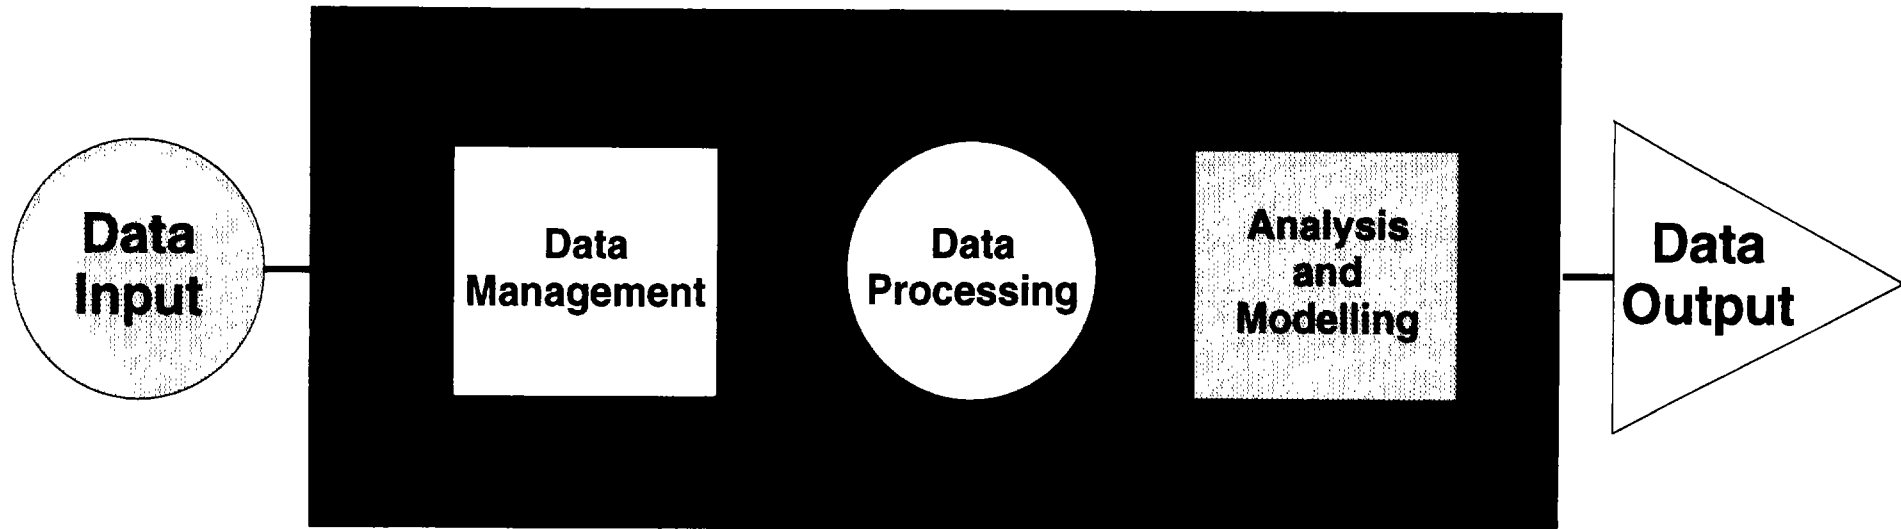 Data
Input
Data
Management
Data
Processing
Analysis
and
Modelling
Data
Output